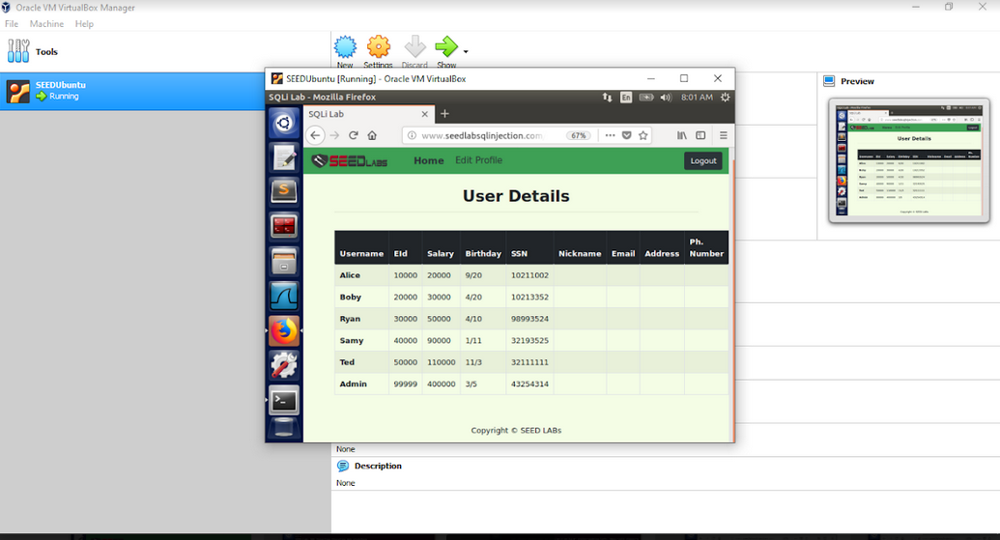 Oracle VM VirtualBox Manager
File Machine Help
Tools
New Settings Discard Show
SEEDUbuntu
Running
Preview
SEEDUbuntu [Running] - Oracle VM VirtualBox
SQLi Lab - Mozilla Firefox En 8:01 AM
SQLi Lab
www.seedlabsqlinjection.com 67%
SEEDLABS Home Edit Profile Logout
User Details
Username EId Salary Birthday SSN Nickname Email Address Ph. Number
Alice 10000 20000 9/20 10211002
Boby 20000 30000 4/20 10213352
Ryan 30000 50000 4/10 98993524
Samy 40000 90000 1/11 32193525
Ted 50000 110000 11/3 32111111
Admin 99999 400000 3/5 43254314
Copyright © SEED LABs
None
Description
None